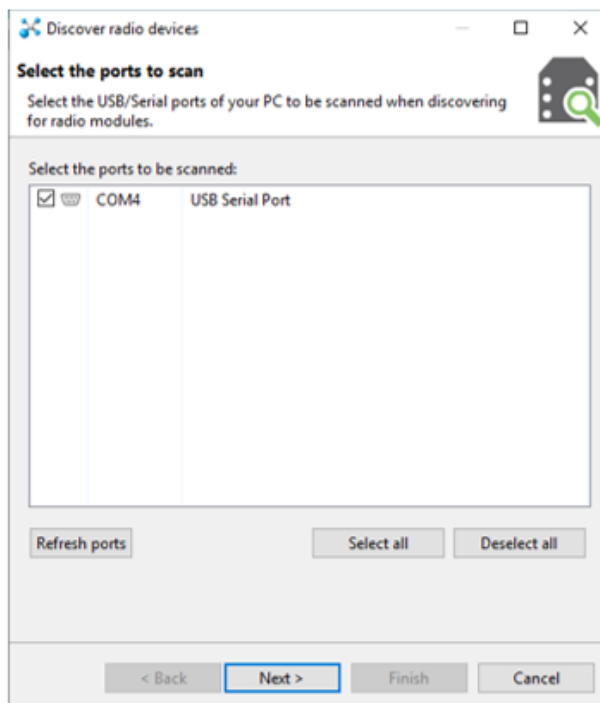 Discover radio devices
Select the ports to scan
Select the USB/Serial ports of your PC to be scanned when discovering
for radio modules.
Select the ports to be scanned:
COM4 USB Serial Port
Refresh ports Select all Deselect all
< Back Next > Finish Cancel